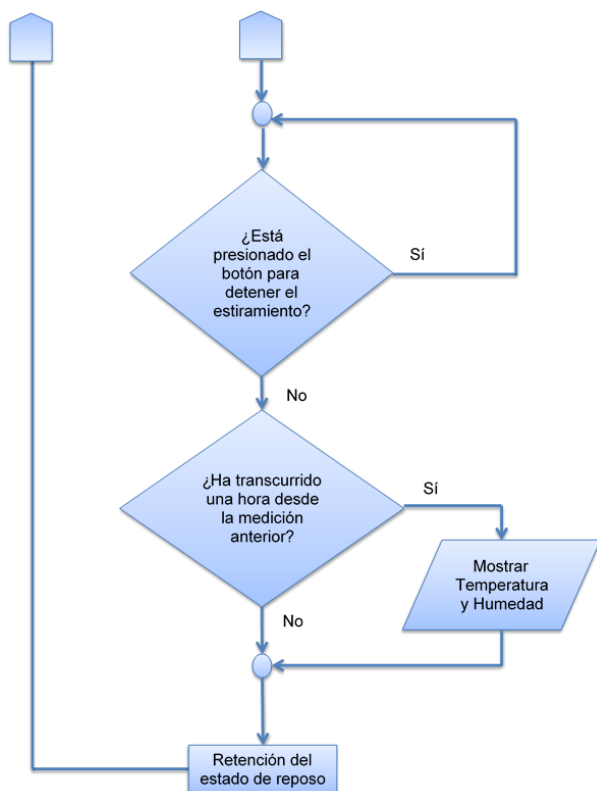 ¿Está
presionado el
botón para
detener el
estiramiento?
Sí
No
¿Ha transcurrido
una hora desde
la medición
anterior?
Sí
Mostrar
Temperatura
y Humedad
No
Retención del
estado de reposo